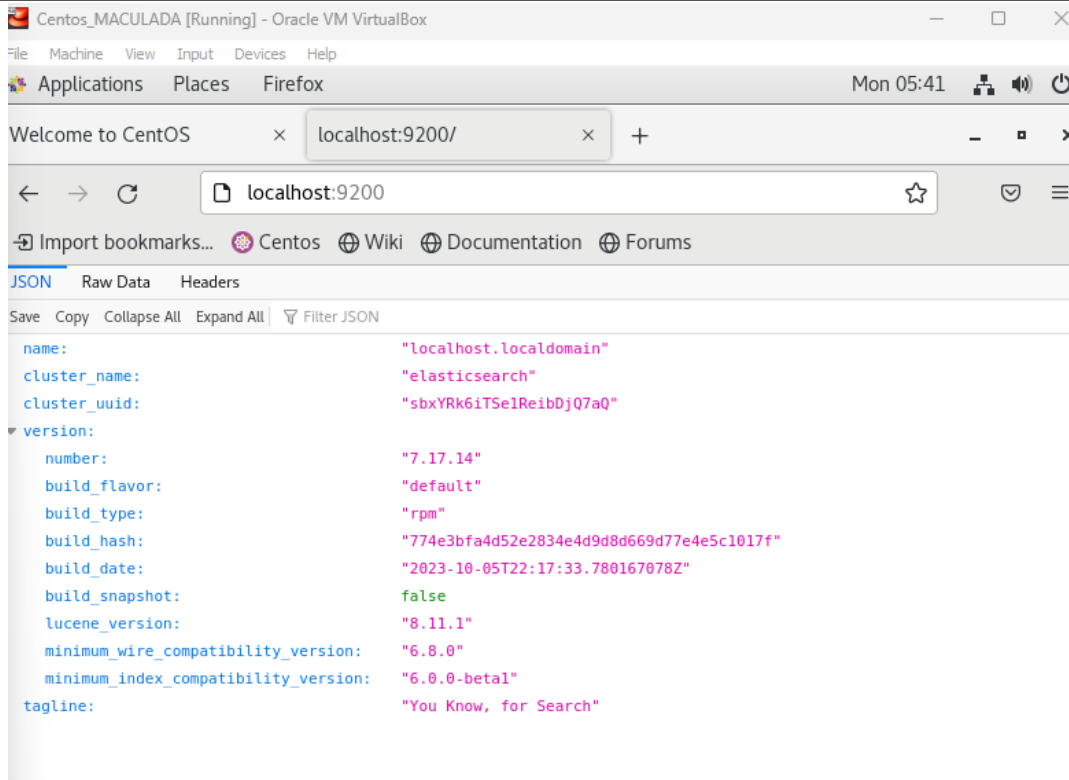 Centos_MACULADA [Running] - Oracle VM VirtualBox
File Machine View Input Devices Help
Applications Places Firefox Mon 05:41
Welcome to CentOS × localhost:9200/ × +
localhost:9200
Import bookmarks... Centos Wiki Documentation Forums
JSON Raw Data Headers
Save Copy Collapse All Expand All Filter JSON
name: "localhost.localdomain"
cluster_name: "elasticsearch"
cluster_uuid: "sbxYRk6iTSe1ReibDjQ7aQ"
version:
number: "7.17.14"
build_flavor: "default"
build_type: "rpm"
build_hash: "774e3bfa4d52e2834e4d9d8d669d77e4e5c1017f"
build_date: "2023-10-05T22:17:33.780167078Z"
build_snapshot: false
lucene_version: "8.11.1"
minimum_wire_compatibility_version: "6.8.0"
minimum_index_compatibility_version: "6.0.0-beta1"
tagline: "You Know, for Search"